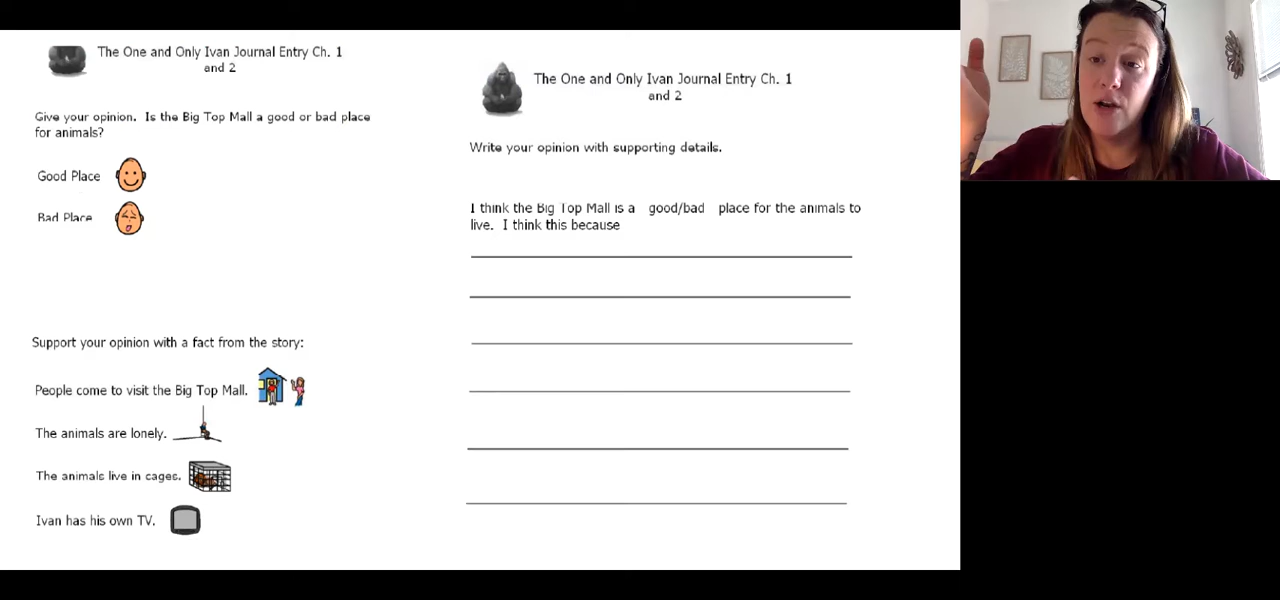 The One and Only Ivan Journal Entry Ch. 1
and 2
Give your opinion. Is the Big Top Mall a good or bad place
for animals?
Good Place
Bad Place
Support your opinion with a fact from the story:
People come to visit the Big Top Mall.
The animals are lonely.
The animals live in cages.
Ivan has his own TV.
The One and Only Ivan Journal Entry Ch. 1
and 2
Write your opinion with supporting details.
I think the Big Top Mall is a good/bad place for the animals to
live. I think this because